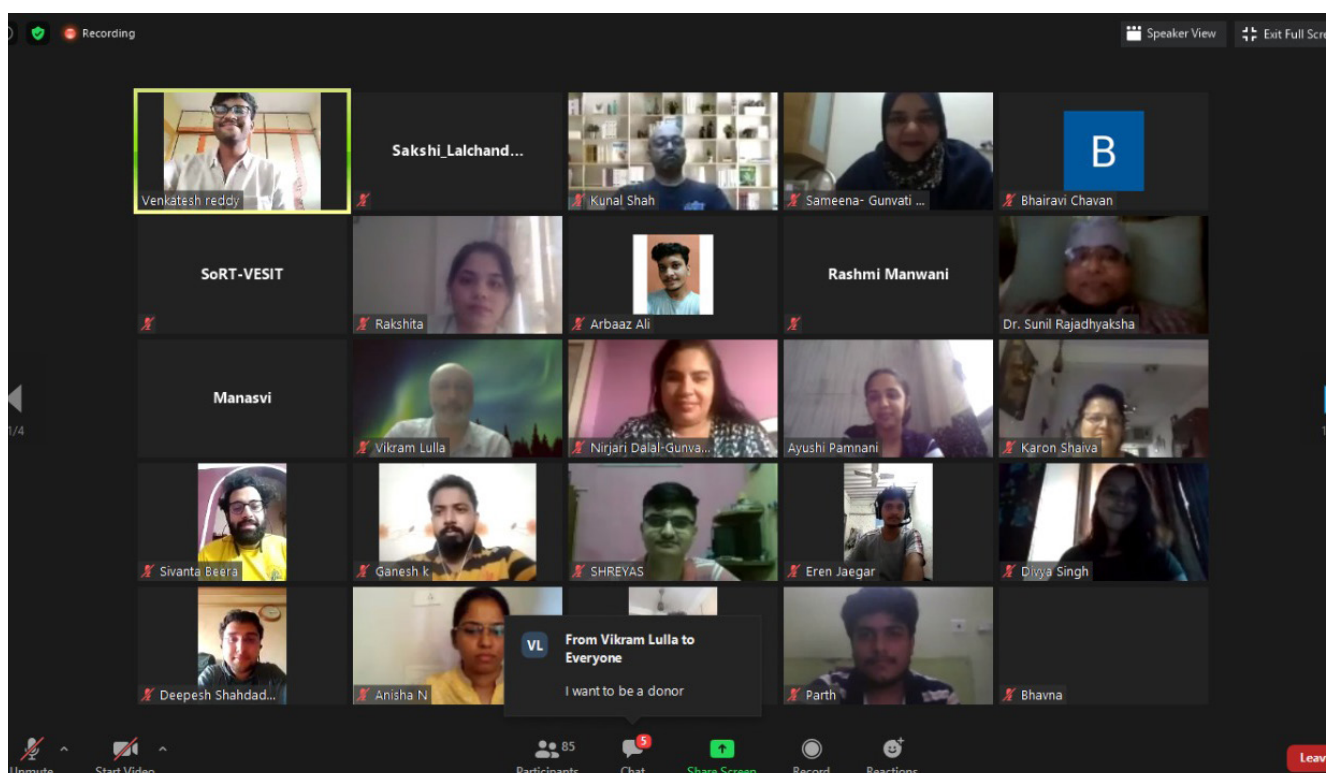 Recording
Speaker View
Exit Full Scre
Venkatesh reddy
Sakshi_Lalchand...
Kunal Shah
Sameena- Gunvati ...
B
Bhairavi Chavan
SoRT-VESIT
Rakshita
Arbaaz Ali
Rashmi Manwani
Dr. Sunil Rajadhyaksha
Manasvi
Vikram Lulla
Nirjari Dalal-Gunva...
Ayushi Pamnani
Karon Shaiva
1/4
Sivanta Beera
Ganesh k
SHREYAS
Eren Jaegar
Divya Singh
Deepesh Shahdad...
Anisha N
VL
From Vikram Lulla to
Everyone
I want to be a donor
Parth
Bhavna
Unmute
Start Video
85
Participants
5
Chat
Share Screen
Record
Reactions
Leav